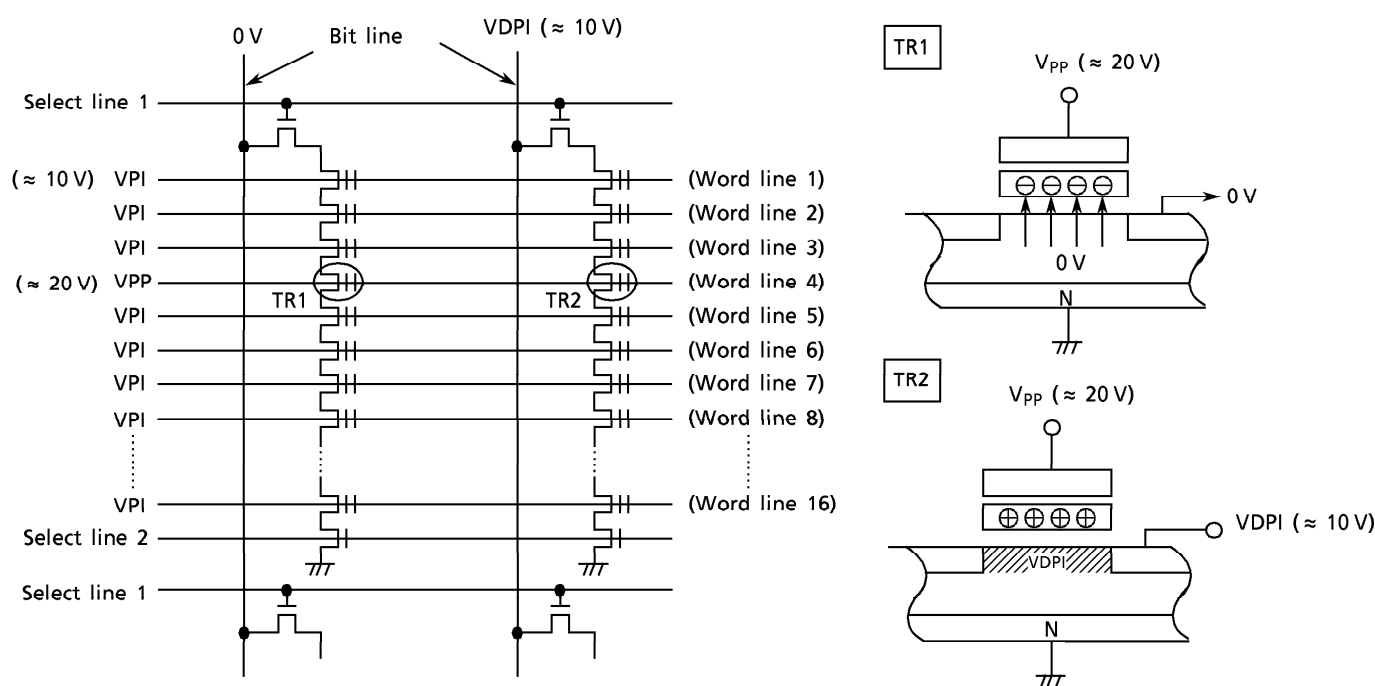 0 V
Bit line
VDPI (≈ 10 V)
Select line 1
(≈ 10 V) VPI (Word line 1)
VPI (Word line 2)
VPI (Word line 3)
(≈ 20 V) VPP (Word line 4)
TR1 TR2
VPI (Word line 5)
VPI (Word line 6)
VPI (Word line 7)
VPI (Word line 8)
VPI (Word line 16)
Select line 2
Select line 1
TR1
VPP (≈ 20 V)
0 V
0 V
N
TR2
VPP (≈ 20 V)
VDPI (≈ 10 V)
VDPI
N